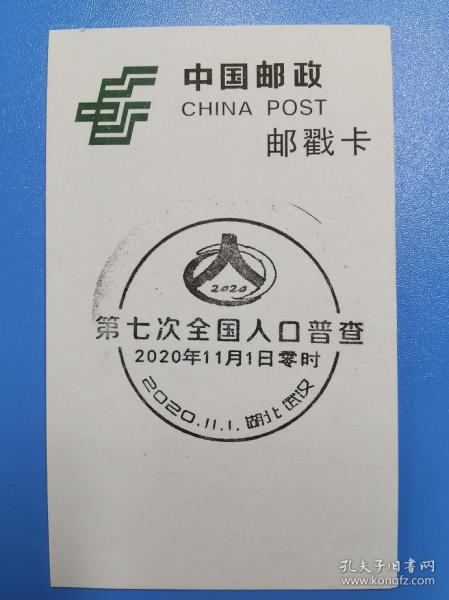 中国邮政
CHINA POST
邮戳卡
2020
第七次全国人口普查
2020年11月1日零时
2020.11.1.湖北武汉
孔夫子旧书网
www.kongfz.com